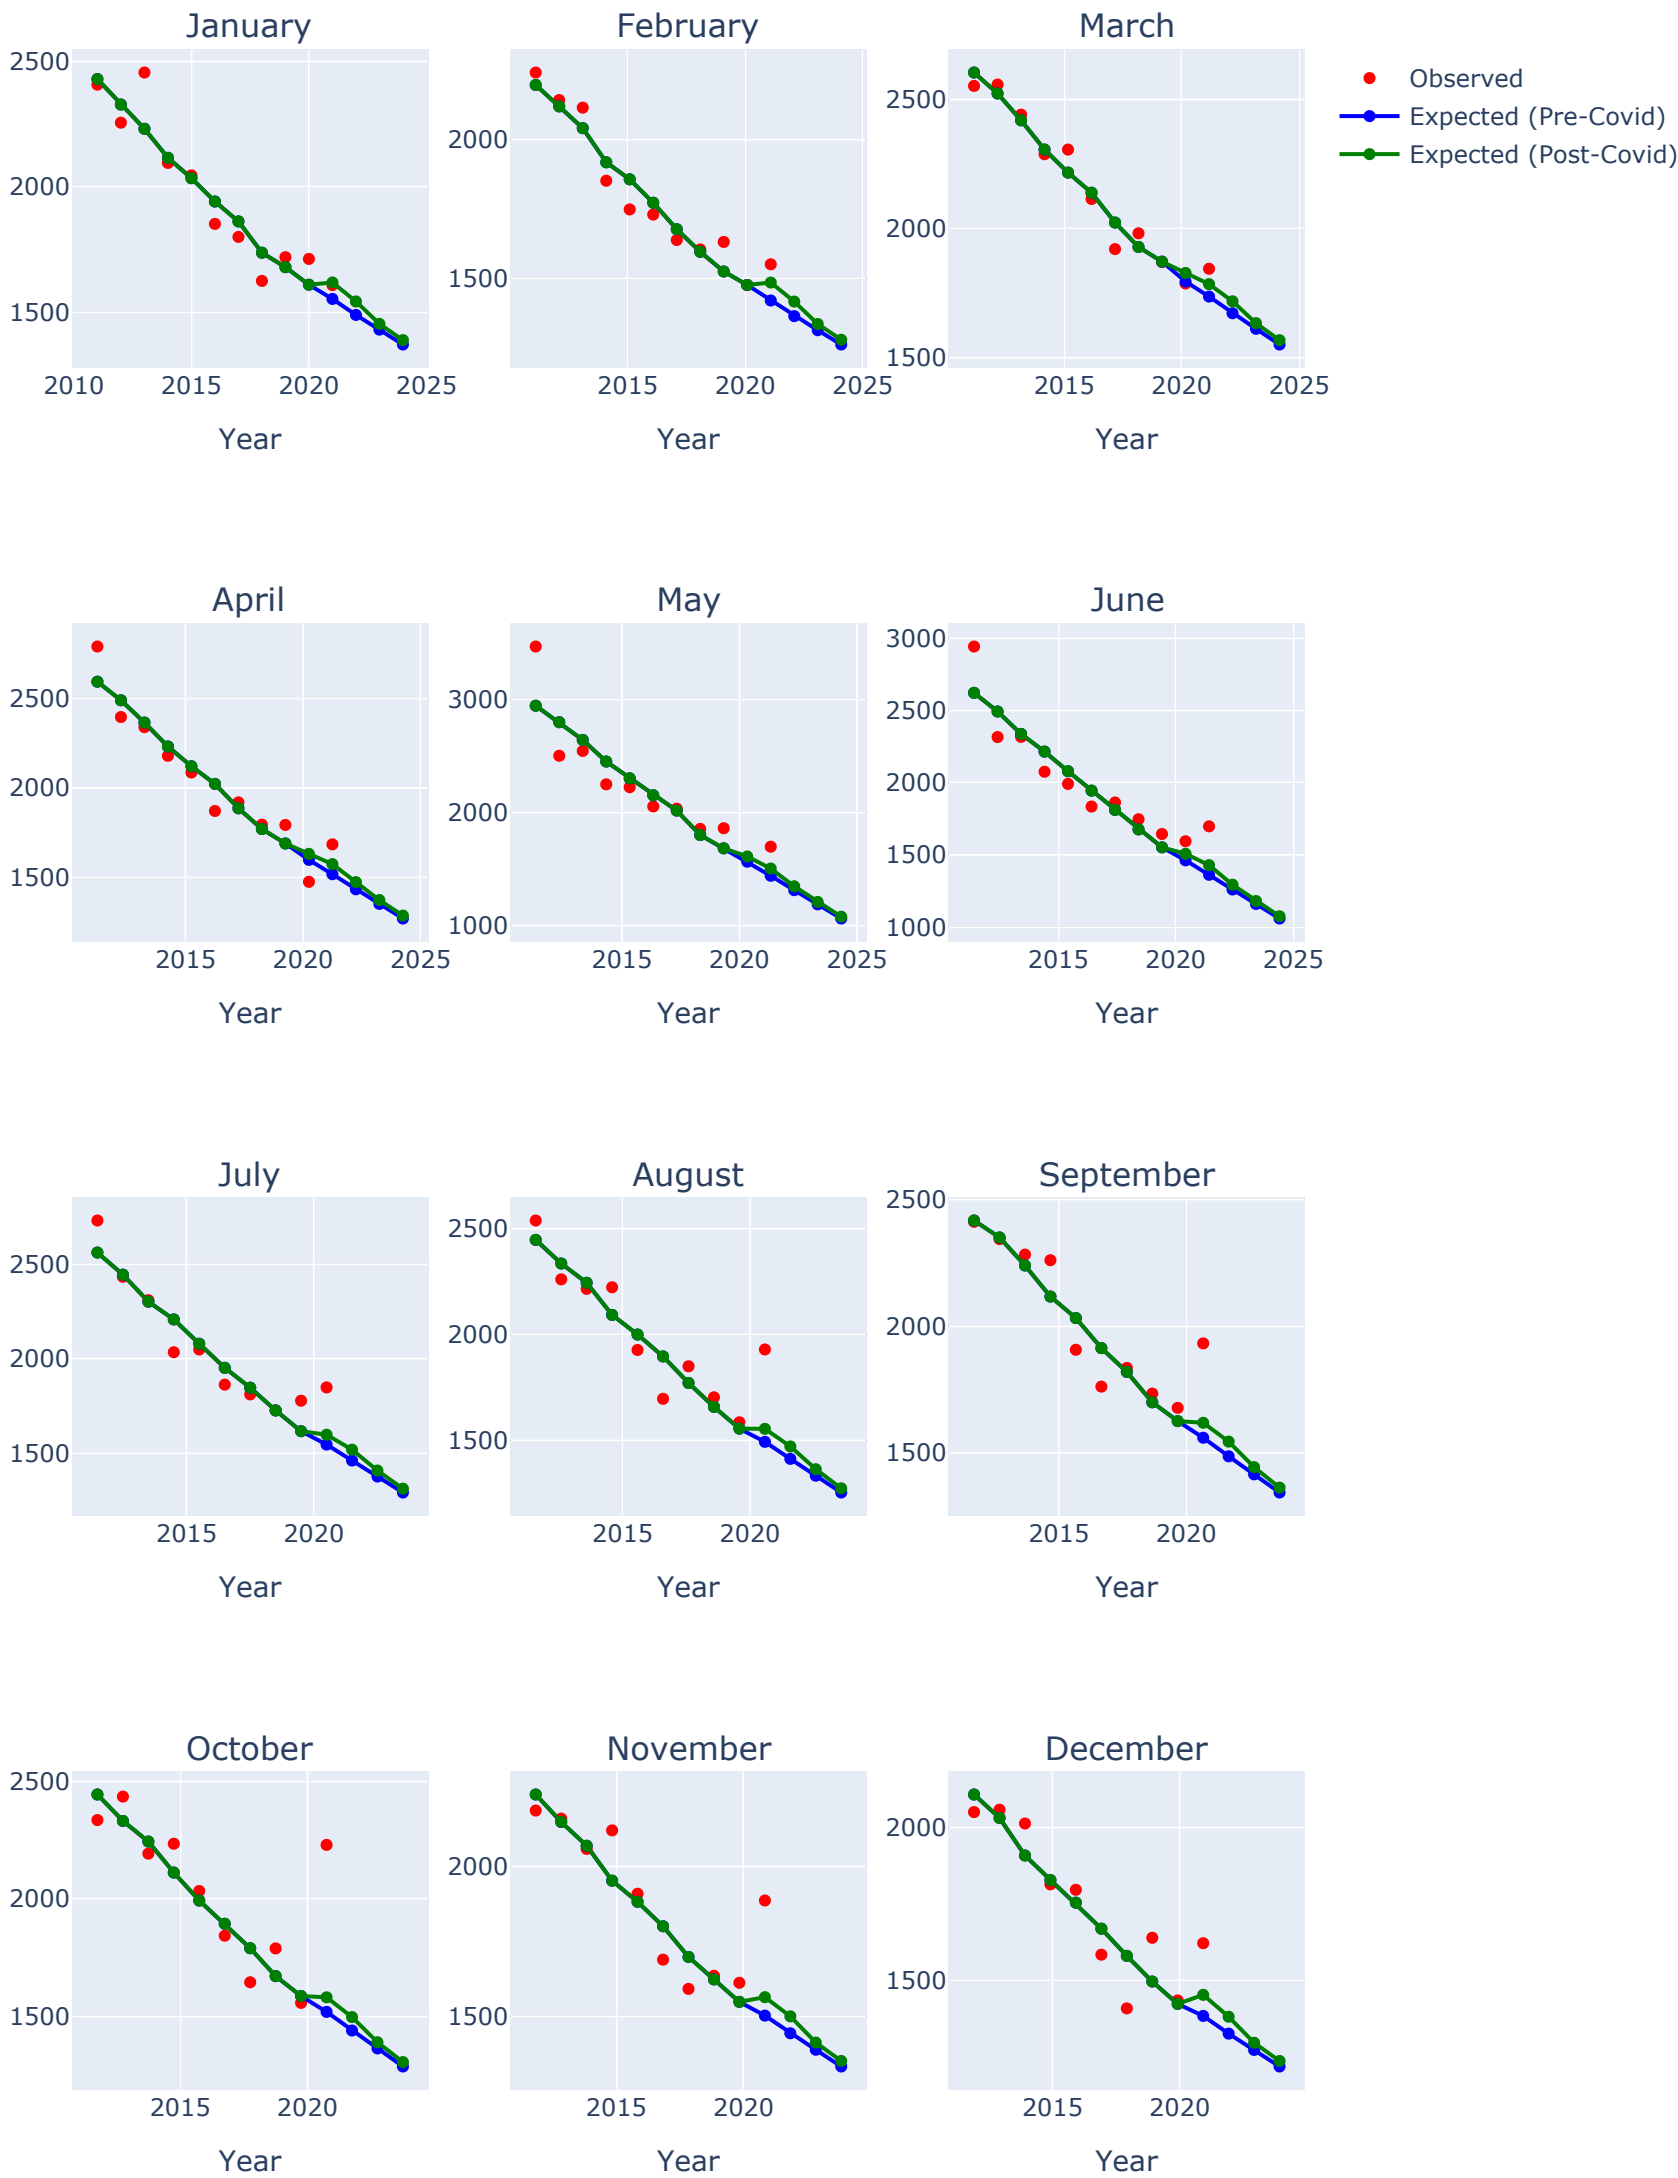 January
February
March
2500
2000
1500
2010
2015
2020
2025
Year
2000
1500
2015
2020
2025
Year
2500
2000
1500
2015
2020
2025
Year
Observed
Expected (Pre-Covid)
Expected (Post-Covid)
April
May
June
2500
2000
1500
2015
2020
2025
Year
3000
2000
1000
2015
2020
2025
Year
3000
2500
2000
1500
1000
2015
2020
2025
Year
July
August
September
2500
2000
1500
2015
2020
Year
2500
2000
1500
2015
2020
Year
2500
2000
1500
2015
2020
Year
October
November
December
2500
2000
1500
2015
2020
Year
2000
1500
2015
2020
Year
2000
1500
2015
2020
Year